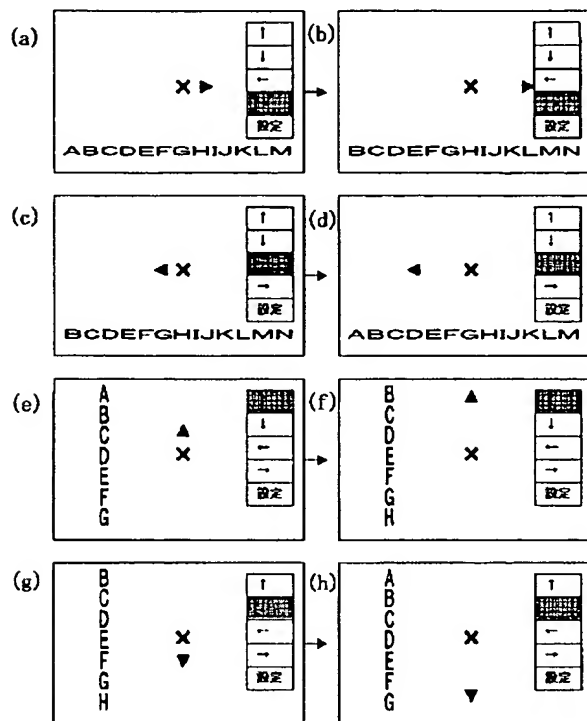 (a)
↑
↓
←
設定
ABCDEFGHIJKLM
(b)
↑
↓
←
設定
BCDEFGHIJKLMN
(c)
↑
↓
→
設定
BCDEFGHIJKLMN
(d)
↑
↓
→
設定
ABCDEFGHIJKLM
(e)
A
B
C
D
E
F
G
↓
←
→
設定
(f)
B
C
D
E
F
G
H
↓
←
→
設定
(g)
B
C
D
E
F
G
H
↑
←
→
設定
(h)
A
B
C
D
E
F
G
↑
←
→
設定